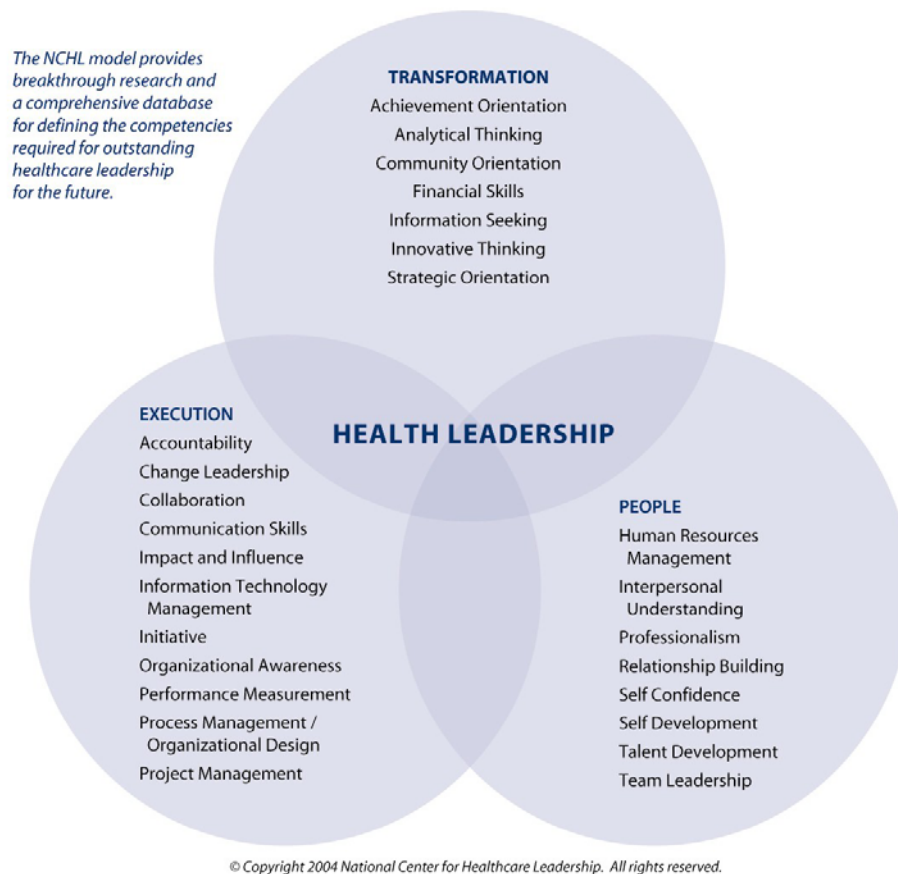 The NCHL model provides
breakthrough research and
a comprehensive database
for defining the competencies
required for outstanding
healthcare leadership
for the future.
TRANSFORMATION
Achievement Orientation
Analytical Thinking
Community Orientation
Financial Skills
Information Seeking
Innovative Thinking
Strategic Orientation
HEALTH LEADERSHIP
EXECUTION
Accountability
Change Leadership
Collaboration
Communication Skills
Impact and Influence
Information Technology
Management
Initiative
Organizational Awareness
Performance Measurement
Process Management /
Organizational Design
Project Management
PEOPLE
Human Resources
Management
Interpersonal
Understanding
Professionalism
Relationship Building
Self Confidence
Self Development
Talent Development
Team Leadership
© Copyright 2004 National Center for Healthcare Leadership. All rights reserved.